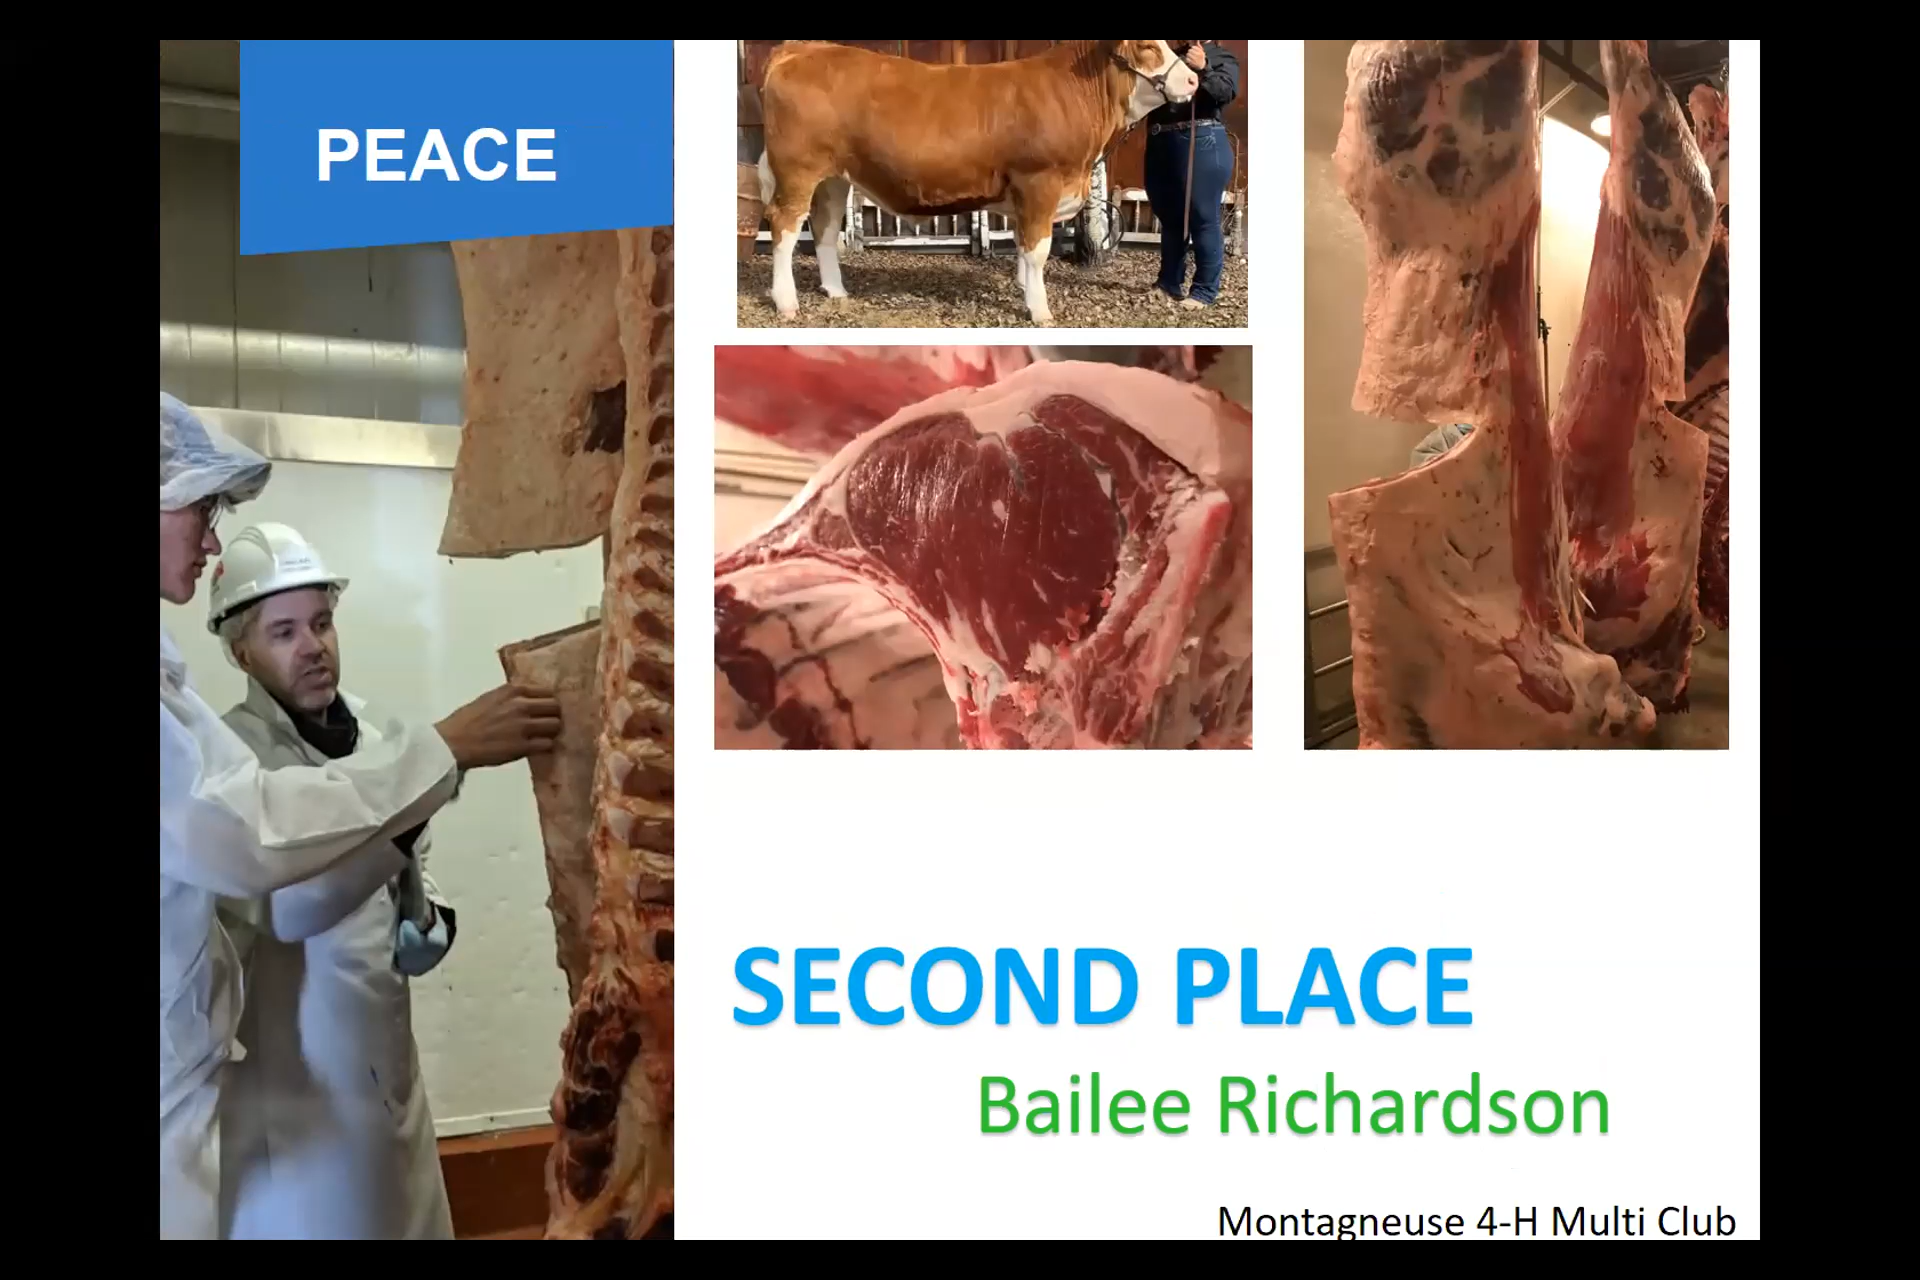 PEACE
SECOND PLACE
Bailee Richardson
Montagneuse 4-H Multi Club